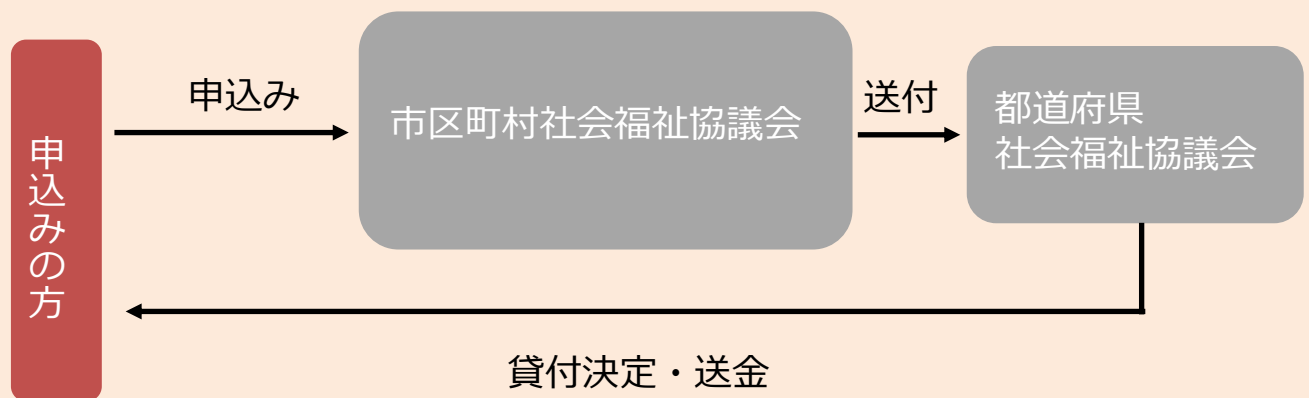 申込みの方
申込み
市区町村社会福祉協議会
送付
都道府県
社会福祉協議会
貸付決定・送金